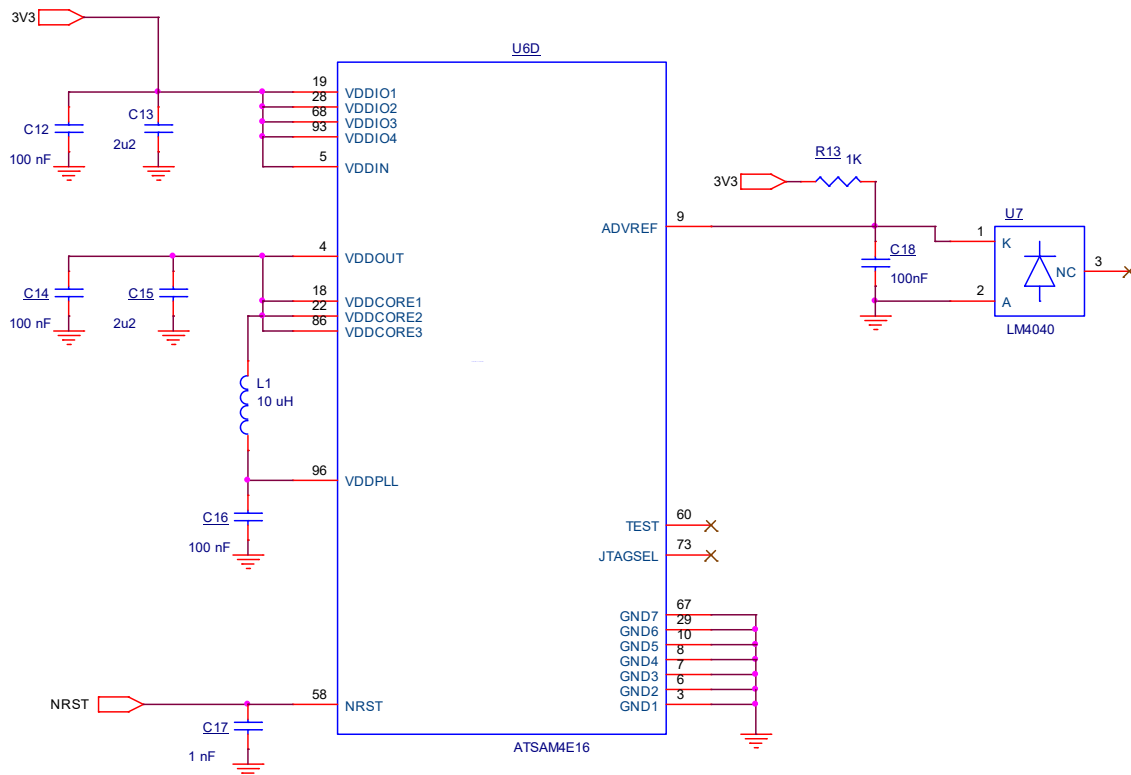 3V3
U6D
C12
100 nF
C13
2u2
19
VDDIO1
28
VDDIO2
68
VDDIO3
93
VDDIO4
5
VDDIN
4
VDDOUT
C14
100 nF
C15
2u2
18
VDDCORE1
22
VDDCORE2
86
VDDCORE3
L1
10 uH
96
VDDPLL
C16
100 nF
NRST
58
NRST
C17
1 nF
ATSAM4E16
ADVREF
9
3V3
R13
1K
C18
100nF
U7
1
K
2
A
NC
3
LM4040
TEST
60
JTAGSEL
73
GND7
67
GND6
29
GND5
10
GND4
8
GND3
7
GND2
6
GND1
3